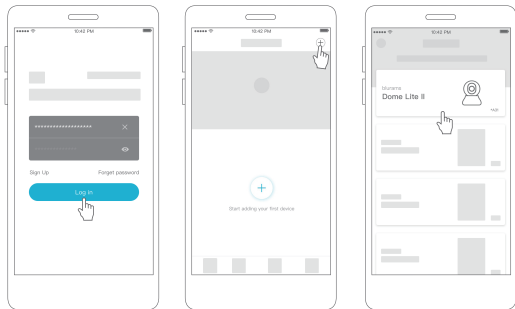 10:42 PM
*******************
Sign Up
Forget password
Log in
10:42 PM
Start adding your first device
10:42 PM
Dome Lite II